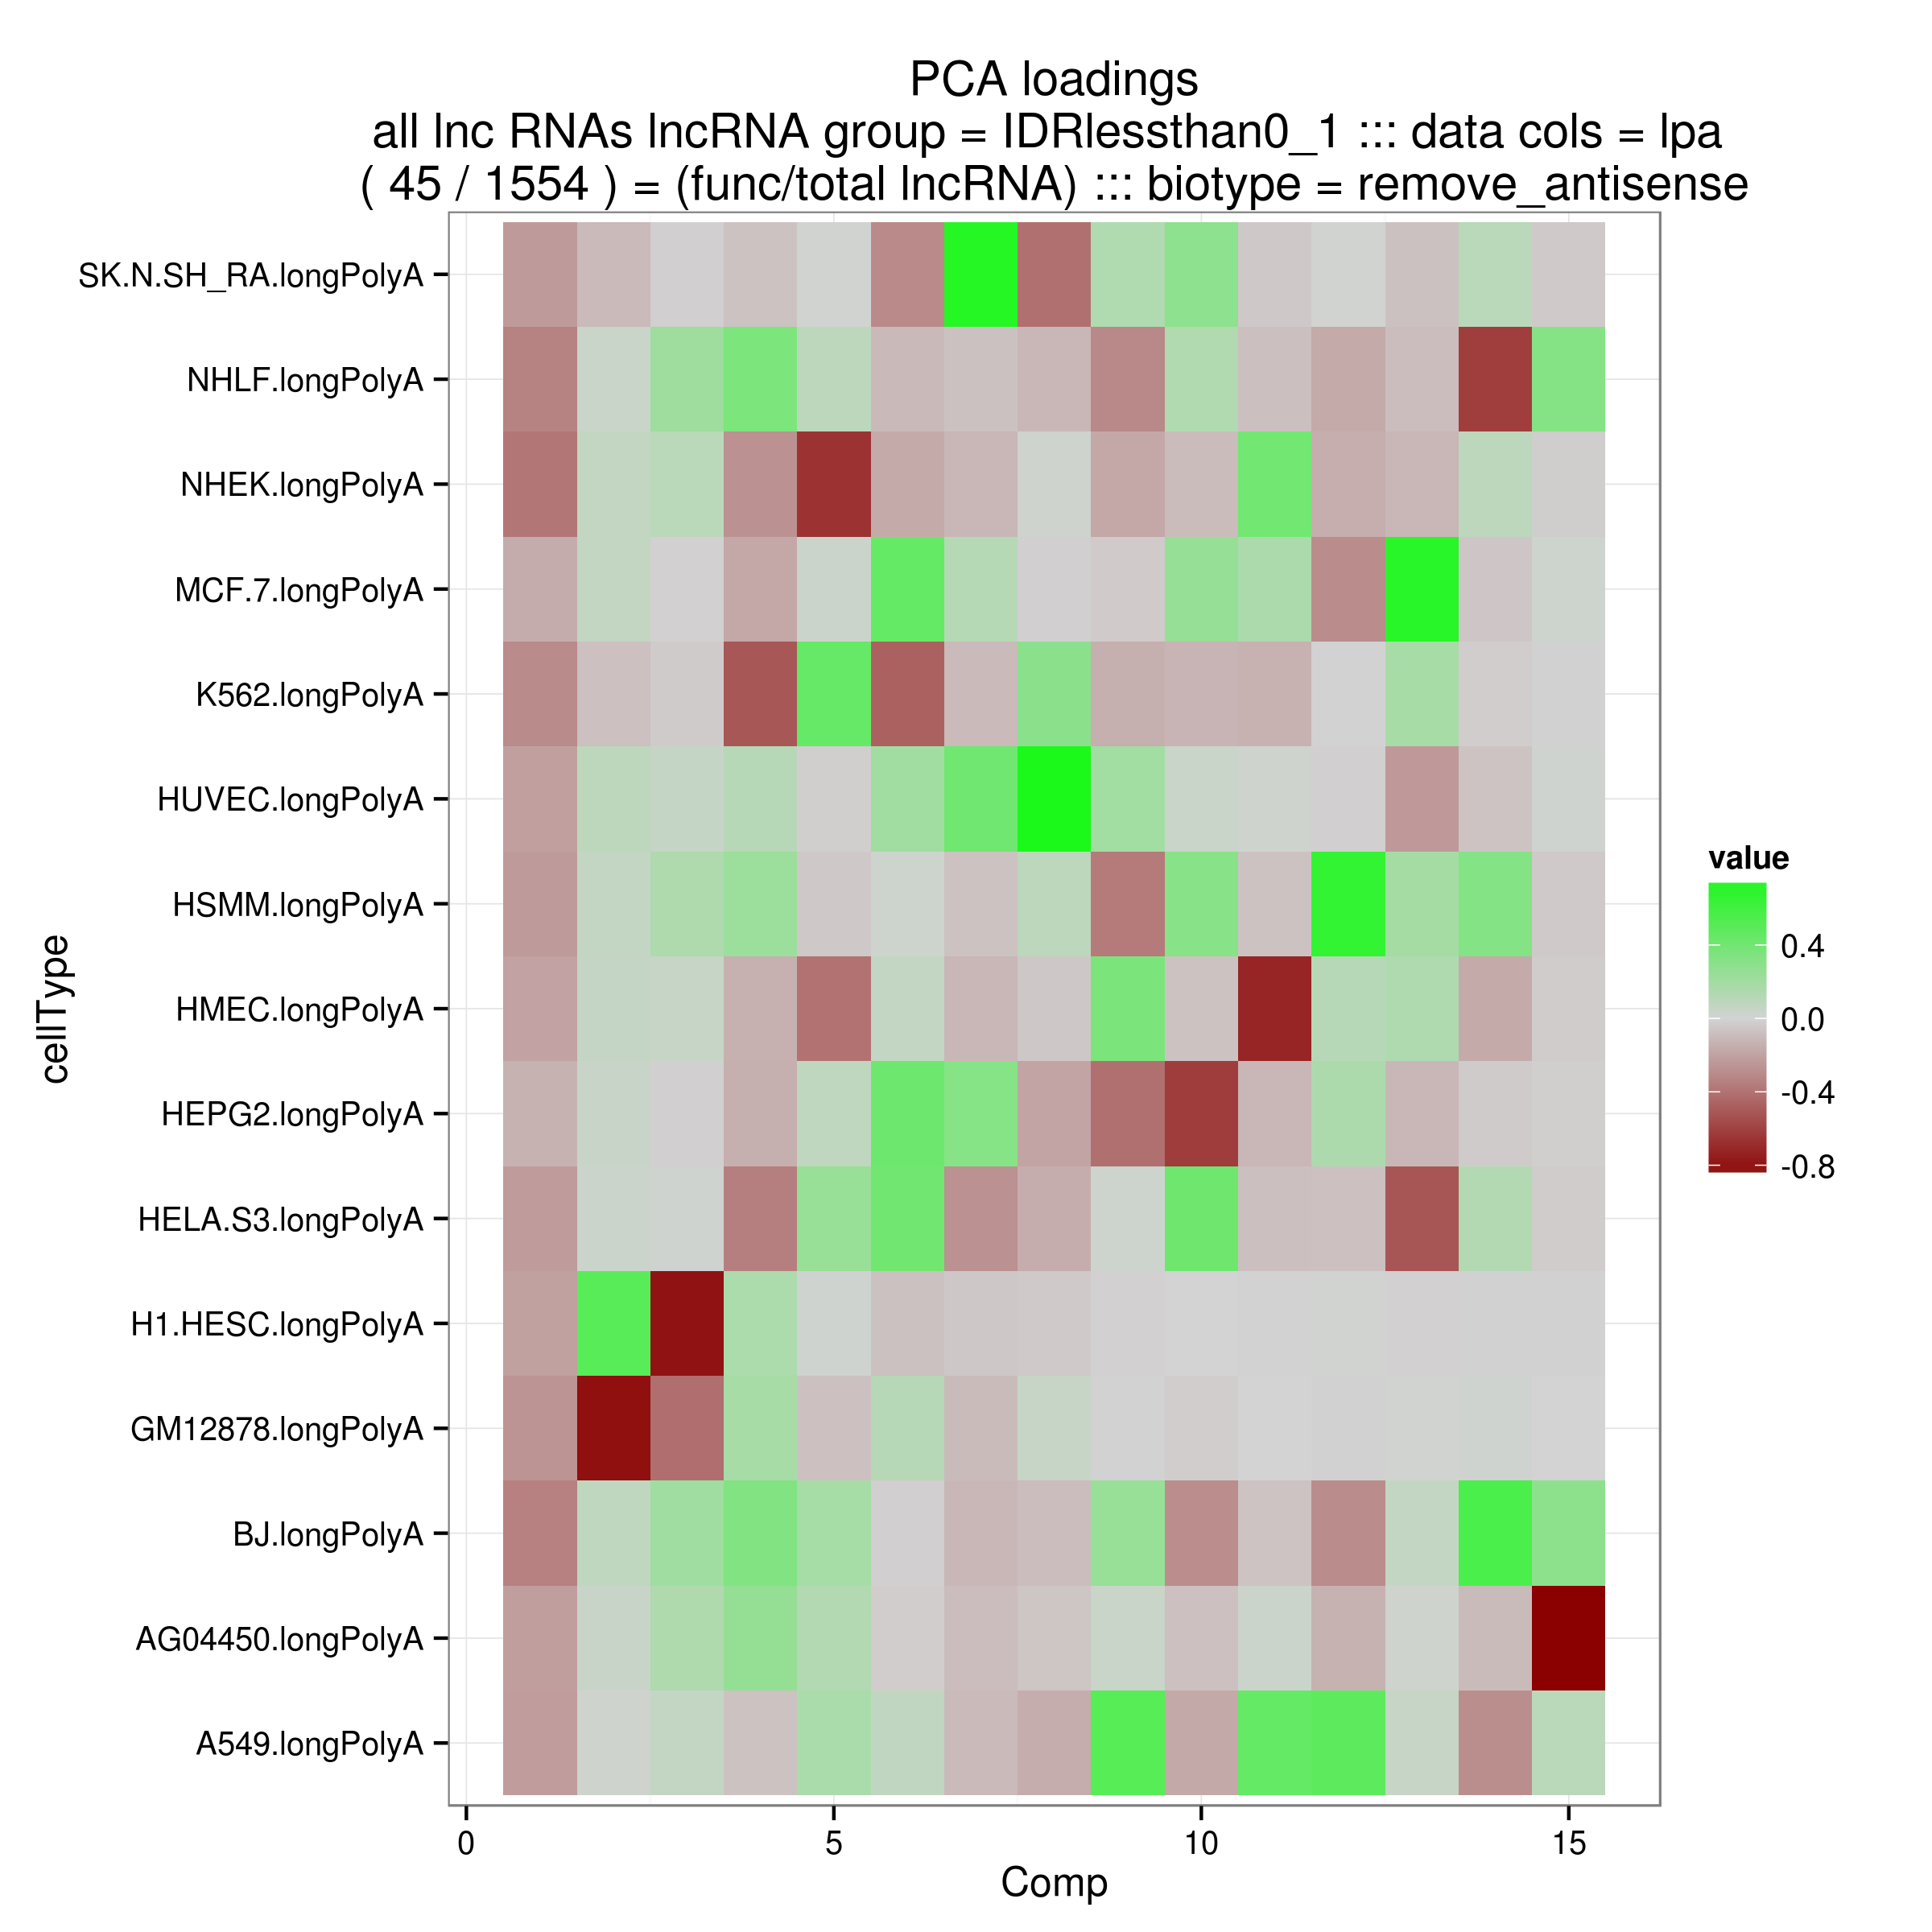 PCA loadings
all lnc RNAs lncRNA group = IDRlessthan0_1 ::: data cols = lpa
( 45 / 1554 ) = (func/total lncRNA) ::: biotype = remove_antisense
cellType
SK.N.SH_RA.longPolyA
NHLF.longPolyA
NHEK.longPolyA
MCF.7.longPolyA
K562.longPolyA
HUVEC.longPolyA
HSMM.longPolyA
HMEC.longPolyA
HEPG2.longPolyA
HELA.S3.longPolyA
H1.HESC.longPolyA
GM12878.longPolyA
BJ.longPolyA
AG04450.longPolyA
A549.longPolyA
0 5 10 15
Comp
value
0.4
0.0
-0.4
-0.8